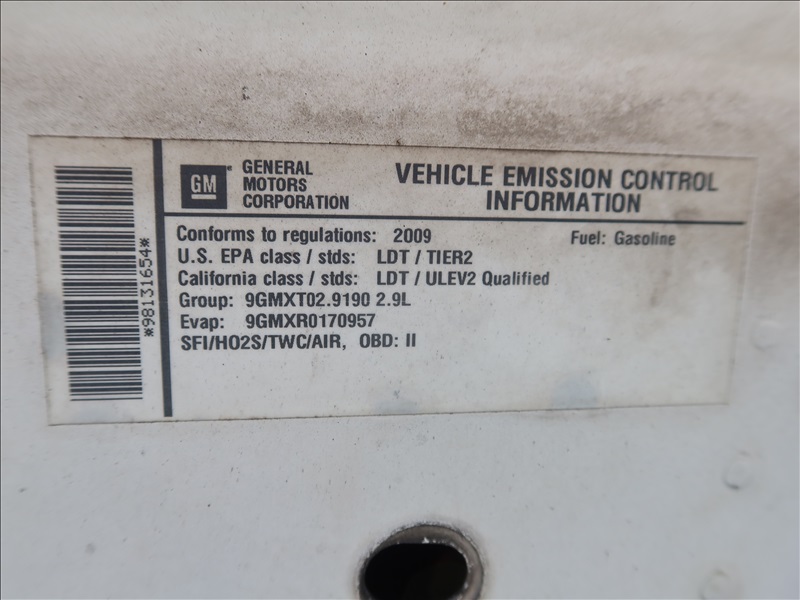 GM
GENERAL
MOTORS
CORPORATION
VEHICLE EMISSION CONTROL
INFORMATION
Conforms to regulations: 2009
Fuel: Gasoline
U.S. EPA class / stds: LDT / TIER2
California class / stds: LDT / ULEV2 Qualified
Group: 9GMXT02.9190 2.9L
Evap: 9GMXR0170957
SFI/HO2S/TWC/AIR, OBD: II
*98131654*